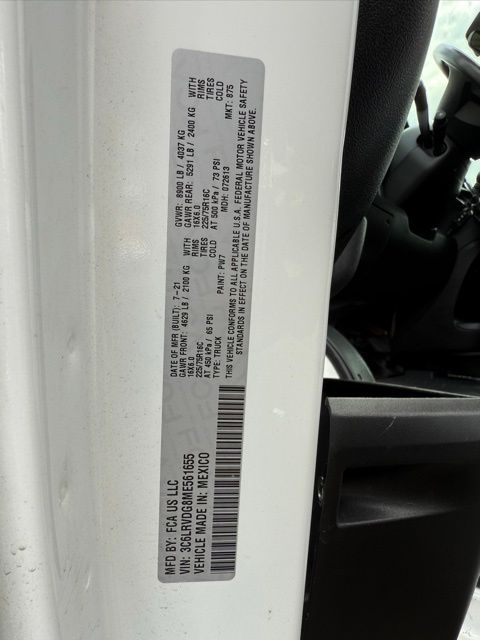 MFD BY: FCA US LLC
VIN: 3C6LRVDG8ME561655
VEHICLE MADE IN: MEXICO
DATE OF MFR (BUILT): 7-21 GVWR: 8900 LB / 4037 KG
GAWR FRONT: 4629 LB / 2100 KG WITH GAWR REAR: 5291 LB / 2400 KG WITH
16X6.0 RIMS 16X6.0 RIMS
225/75R16C TIRES 225/75R16C TIRES
AT 450 kPa / 65 PSI COLD AT 500 kPa / 73 PSI COLD
TYPE: TRUCK PAINT: PW7 MDH: 072613 MKT: 875
THIS VEHICLE CONFORMS TO ALL APPLICABLE U.S.A. FEDERAL MOTOR VEHICLE SAFETY
STANDARDS IN EFFECT ON THE DATE OF MANUFACTURE SHOWN ABOVE.